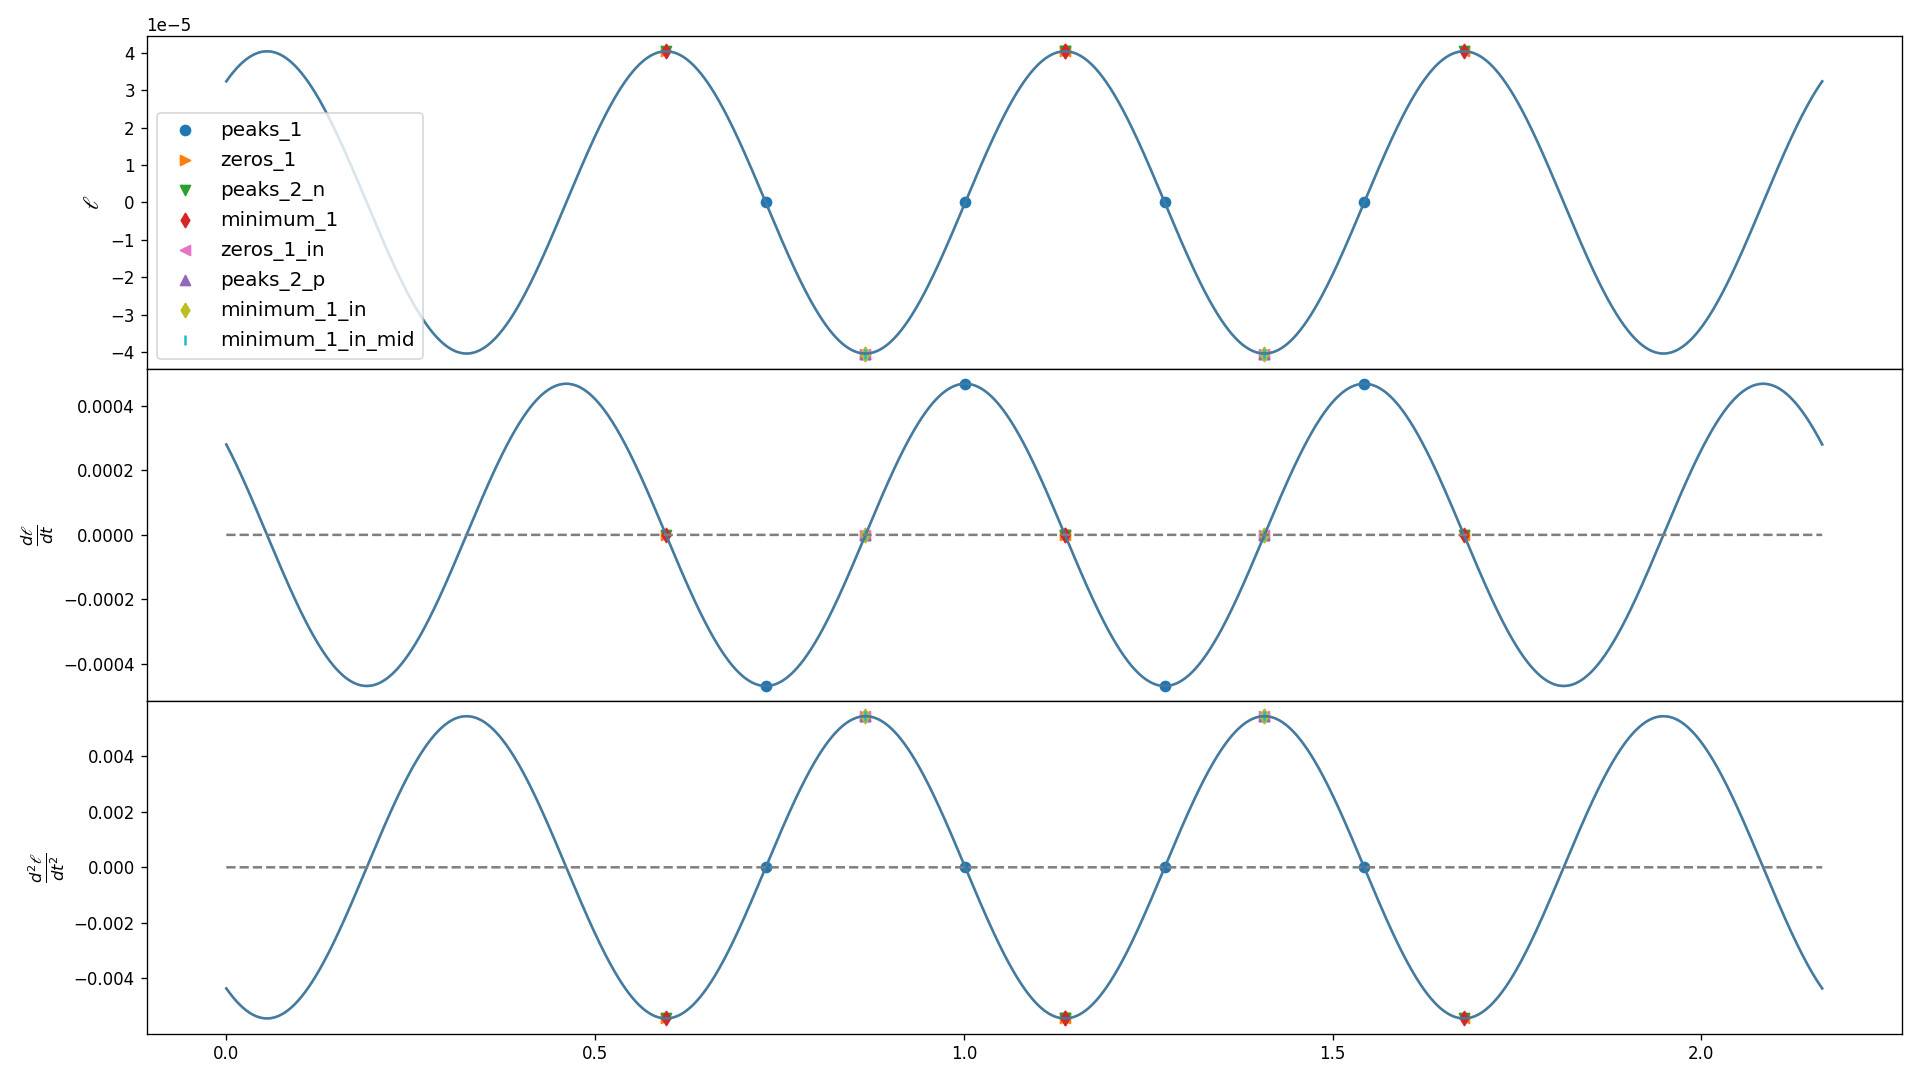 1e−5
4
3
2
1
0
−1
−2
−3
−4
ℓ
peaks_1
zeros_1
peaks_2_n
minimum_1
zeros_1_in
peaks_2_p
minimum_1_in
minimum_1_in_mid
0.0004
0.0002
0.0000
−0.0002
−0.0004
dℓ
dt
0.004
0.002
0.000
−0.002
−0.004
d²ℓ
dt²
0.0 0.5 1.0 1.5 2.0